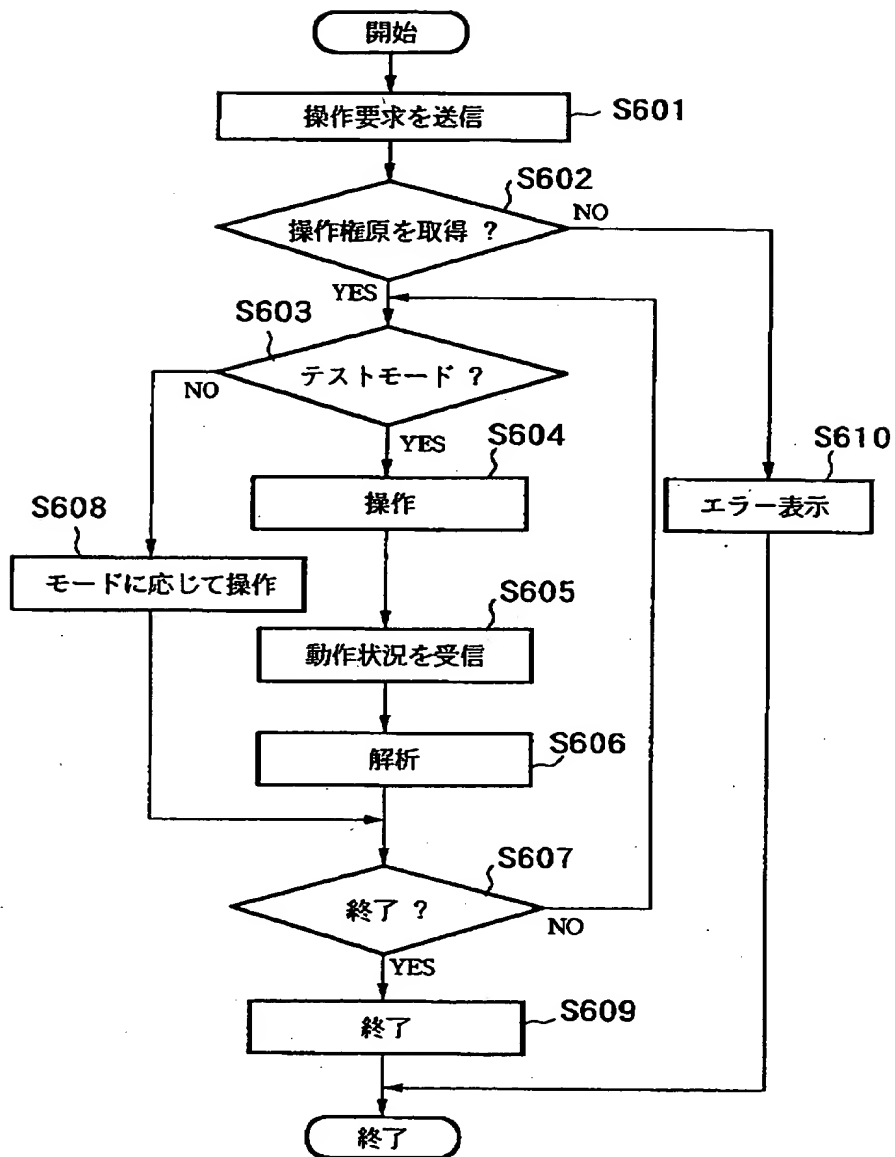 開始
操作要求を送信
S601
S602
操作権原を取得 ?
NO
YES
S603
テストモード ?
NO
YES
S604
操作
S610
エラー表示
S608
モードに応じて操作
S605
動作状況を受信
S606
解析
S607
終了 ?
NO
YES
S609
終了
終了